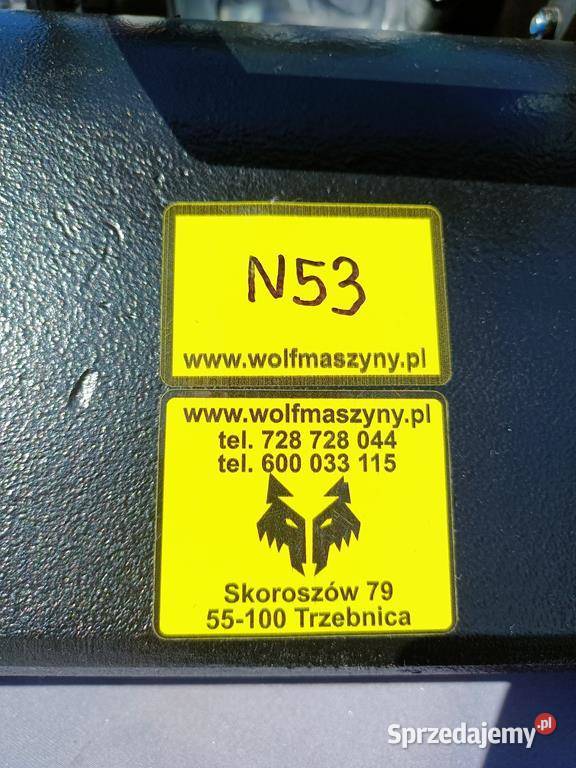 N53
www.wolfmaszyny.pl
www.wolfmaszyny.pl
tel. 728 728 044
tel. 600 033 115
Skoroszów 79
55-100 Trzebnica
Sprzedajemy.pl